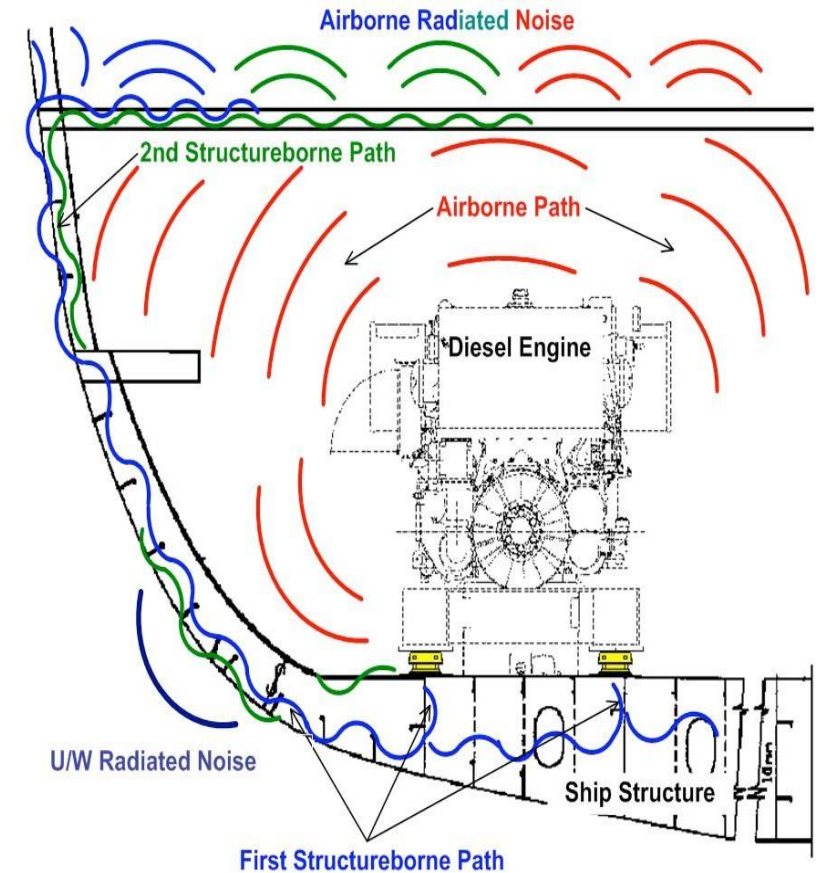 Airborne Radiated Noise
2nd Structureborne Path
Airborne Path
Diesel Engine
U/W Radiated Noise
Ship Structure
First Structureborne Path